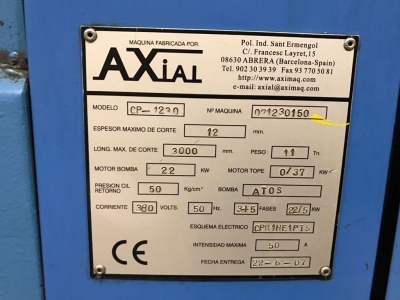 MAQUINA FABRICADA POR:
AXIAL
Pol. Ind. Sant Ermengol
C/. Francesc Layret, 15
08630 ABRERA (Barcelona-Spain)
Tel. 902 30 39 39 Fax 93 770 50 81
http://www.aximaq.com
e-mail: axial@aximaq.com
MODELO CP-1230 Nº MAQUINA 071230150
ESPESOR MAXIMO DE CORTE 12 mm.
LONG. MAX. DE CORTE 3000 mm. PESO 11 Tn.
MOTOR BOMBA 22 KW MOTOR TOPE 0/37 KW
PRESION CIL RETORNO 50 Kg/cm² BOMBA ATOS
CORRIENTE 380 VOLTS. 50 Hz. 3+5 FASES 22/5 KW
ESQUEMA ELECTRICO CPR1HE1PTS
INTENSIDAD MAXIMA 50 A
CE FECHA ENTREGA 22-6-07